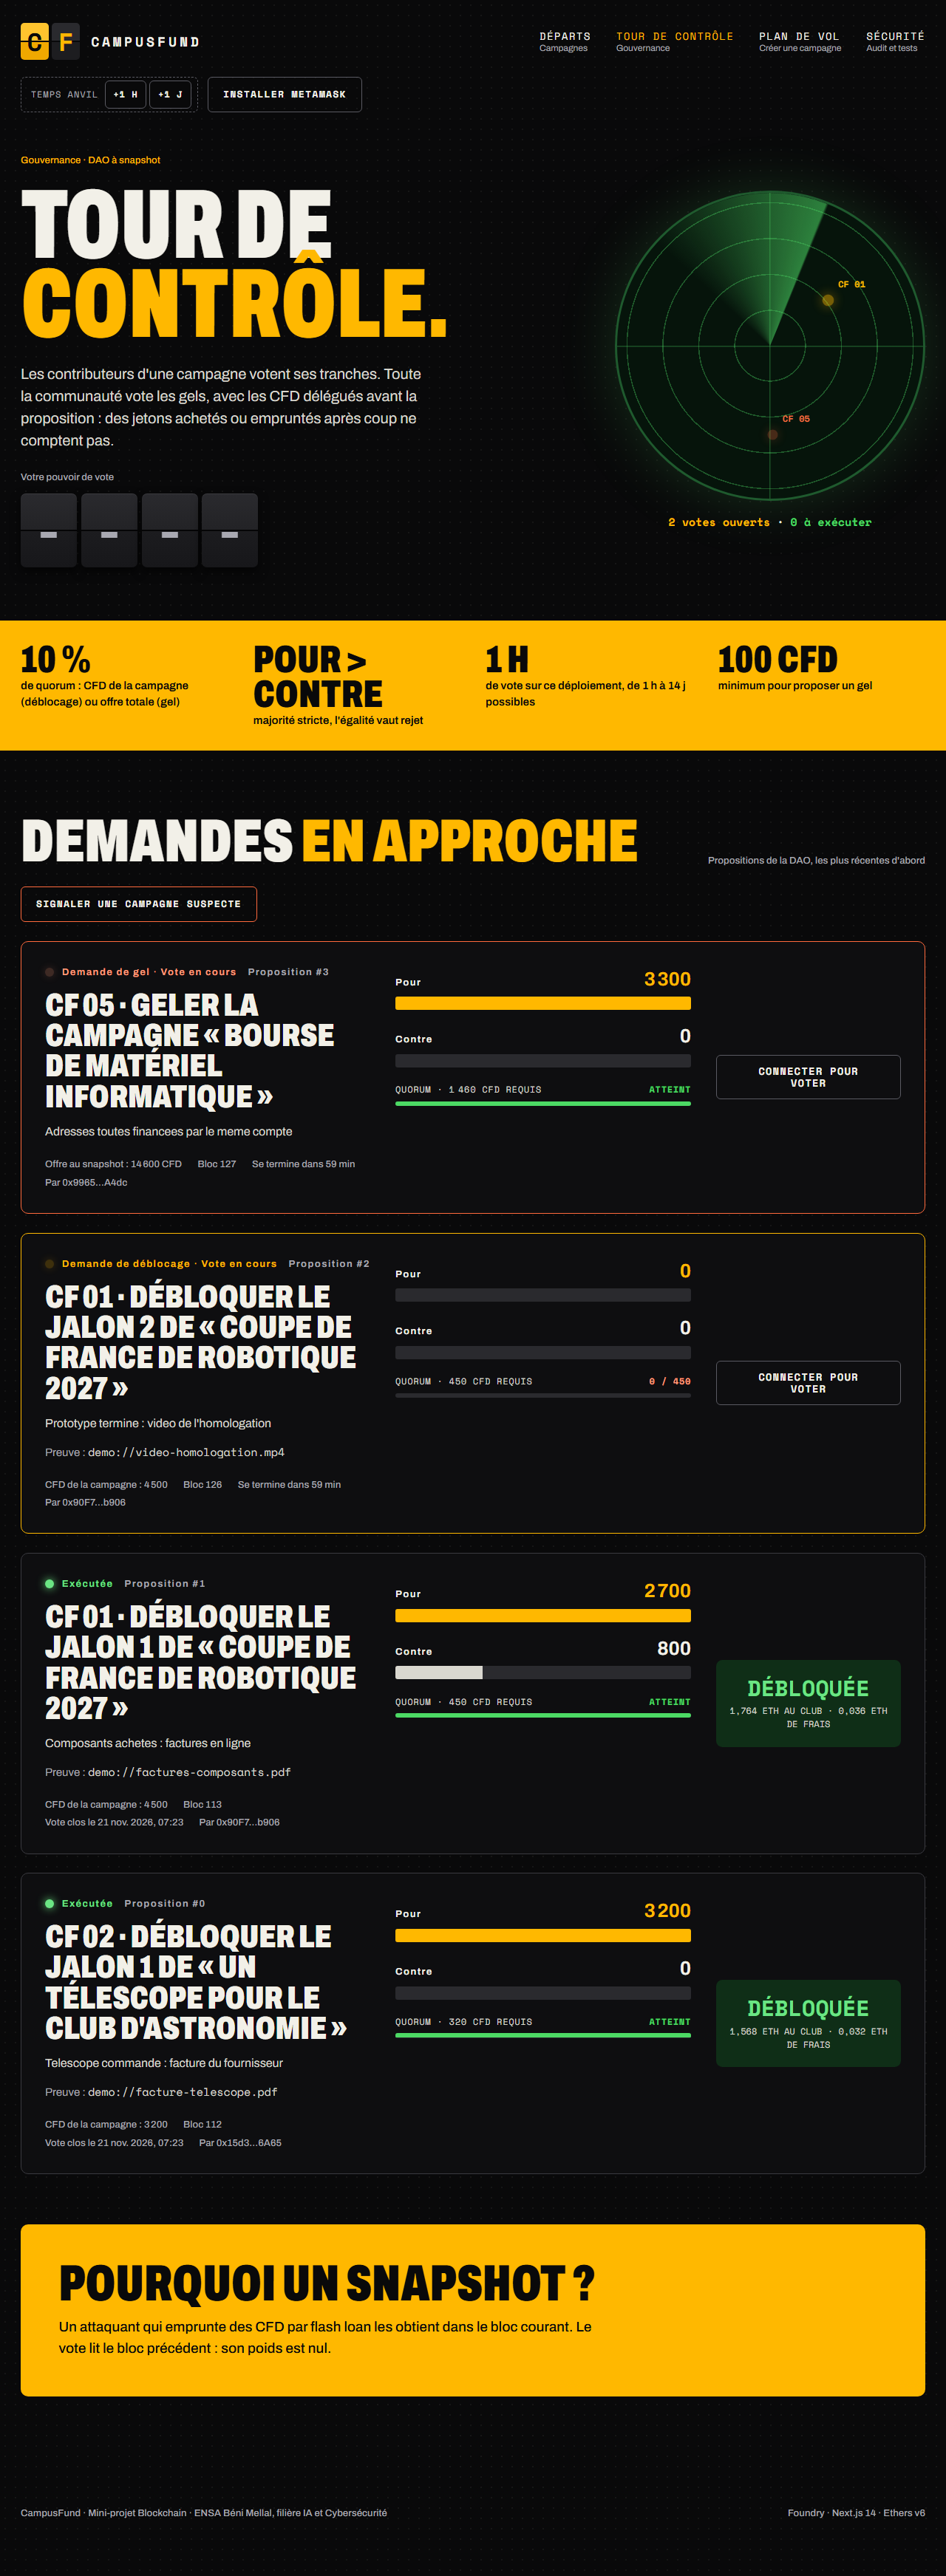 C F CAMPUSFUND
DÉPARTS
Campagnes
TOUR DE CONTRÔLE
Gouvernance
PLAN DE VOL
Créer une campagne
SÉCURITÉ
Audit et tests
TEMPS ANVIL +1 H +1 J
INSTALLER METAMASK
Gouvernance · DAO à snapshot
TOUR DE
CONTRÔLE.
Les contributeurs d'une campagne votent ses tranches. Toute
la communauté vote les gels, avec les CFD délégués avant la
proposition : des jetons achetés ou empruntés après coup ne
comptent pas.
Votre pouvoir de vote
CF 01
CF 05
2 votes ouverts · 0 à exécuter
10 %
de quorum : CFD de la campagne
(déblocage) ou offre totale (gel)
POUR >
CONTRE
majorité stricte, l'égalité vaut rejet
1 H
de vote sur ce déploiement, de 1 h à 14 j
possibles
100 CFD
minimum pour proposer un gel
DEMANDES EN APPROCHE
Propositions de la DAO, les plus récentes d'abord
SIGNALER UNE CAMPAGNE SUSPECTE
Demande de gel · Vote en cours Proposition #3
CF 05 · GELER LA
CAMPAGNE « BOURSE
DE MATÉRIEL
INFORMATIQUE »
Adresses toutes financees par le meme compte
Offre au snapshot : 14 600 CFD Bloc 127 Se termine dans 59 min
Par 0x9965…A4dc
Pour 3 300
Contre 0
QUORUM · 1 460 CFD REQUIS ATTEINT
CONNECTER POUR
VOTER
Demande de déblocage · Vote en cours Proposition #2
CF 01 · DÉBLOQUER LE
JALON 2 DE « COUPE DE
FRANCE DE ROBOTIQUE
2027 »
Prototype termine : video de l'homologation
Preuve : demo://video-homologation.mp4
CFD de la campagne : 4 500 Bloc 126 Se termine dans 59 min
Par 0x90F7…b906
Pour 0
Contre 0
QUORUM · 450 CFD REQUIS 0 / 450
CONNECTER POUR
VOTER
Exécutée Proposition #1
CF 01 · DÉBLOQUER LE
JALON 1 DE « COUPE DE
FRANCE DE ROBOTIQUE
2027 »
Composants achetes : factures en ligne
Preuve : demo://factures-composants.pdf
CFD de la campagne : 4 500 Bloc 113
Vote clos le 21 nov. 2026, 07:23 Par 0x90F7…b906
Pour 2 700
Contre 800
QUORUM · 450 CFD REQUIS ATTEINT
DÉBLOQUÉE
1,764 ETH AU CLUB · 0,036 ETH
DE FRAIS
Exécutée Proposition #0
CF 02 · DÉBLOQUER LE
JALON 1 DE « UN
TÉLESCOPE POUR LE
CLUB D'ASTRONOMIE »
Telescope commande : facture du fournisseur
Preuve : demo://facture-telescope.pdf
CFD de la campagne : 3 200 Bloc 112
Vote clos le 21 nov. 2026, 07:23 Par 0x15d3…6A65
Pour 3 200
Contre 0
QUORUM · 320 CFD REQUIS ATTEINT
DÉBLOQUÉE
1,568 ETH AU CLUB · 0,032 ETH
DE FRAIS
POURQUOI UN SNAPSHOT ?
Un attaquant qui emprunte des CFD par flash loan les obtient dans le bloc courant. Le
vote lit le bloc précédent : son poids est nul.
CampusFund · Mini-projet Blockchain · ENSA Béni Mellal, filière IA et Cybersécurité
Foundry · Next.js 14 · Ethers v6